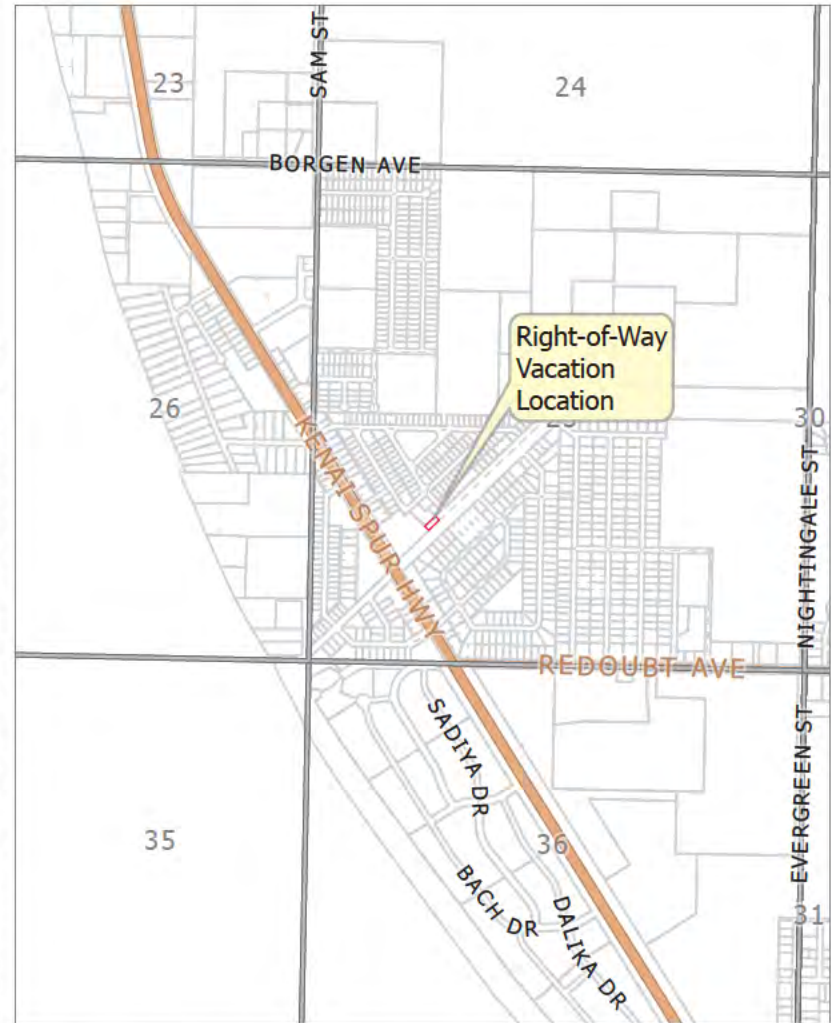 SAM ST
23
24
BORGEN AVE
Right-of-Way
Vacation
Location
26
25
30
KENAI SPUR HWY
NIGHTINGALE ST
REDOUBT AVE
SADIYA DR
EVERGREEN ST
35
36
BACH DR
DALIKA DR
31